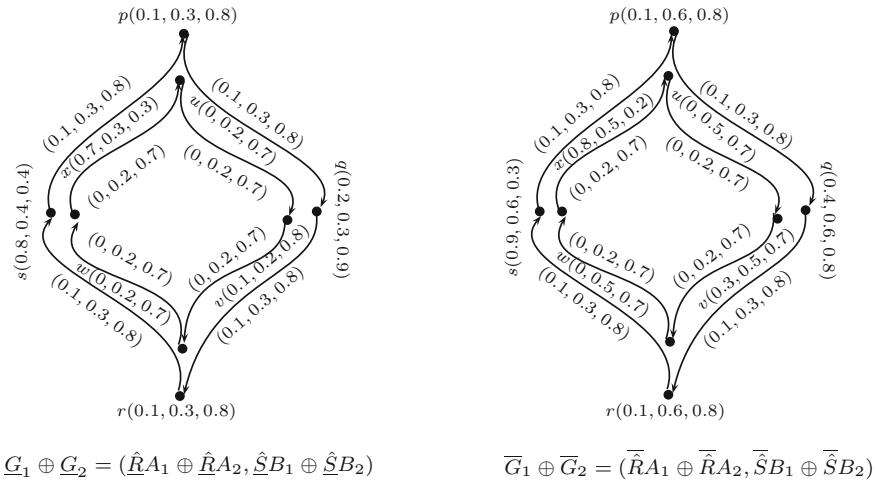 p(0.1, 0.3, 0.8)
(0.1, 0.3, 0.8)
(0.1, 0.3, 0.8)
x(0.7, 0.3, 0.3)
u(0, 0.2, 0.7)
(0, 0.2, 0.7)
(0, 0.2, 0.7)
s(0.8, 0.4, 0.4)
q(0.2, 0.3, 0.9)
(0, 0.2, 0.7)
(0, 0.2, 0.7)
w(0, 0.2, 0.7)
v(0.1, 0.2, 0.8)
(0.1, 0.3, 0.8)
(0.1, 0.3, 0.8)
r(0.1, 0.3, 0.8)
G̲₁ ⊕ G̲₂ = (R̲̂A₁ ⊕ R̲̂A₂, Ŝ̲B₁ ⊕ Ŝ̲B₂)
p(0.1, 0.6, 0.8)
(0.1, 0.3, 0.8)
(0.1, 0.3, 0.8)
x(0.8, 0.5, 0.2)
u(0, 0.5, 0.7)
(0, 0.2, 0.7)
(0, 0.2, 0.7)
s(0.9, 0.6, 0.3)
q(0.4, 0.6, 0.8)
(0, 0.2, 0.7)
(0, 0.2, 0.7)
w(0, 0.5, 0.7)
v(0.3, 0.5, 0.7)
(0.1, 0.3, 0.8)
(0.1, 0.3, 0.8)
r(0.1, 0.6, 0.8)
G̅₁ ⊕ G̅₂ = (R̂̅A₁ ⊕ R̂̅A₂, Ŝ̅B₁ ⊕ Ŝ̅B₂)